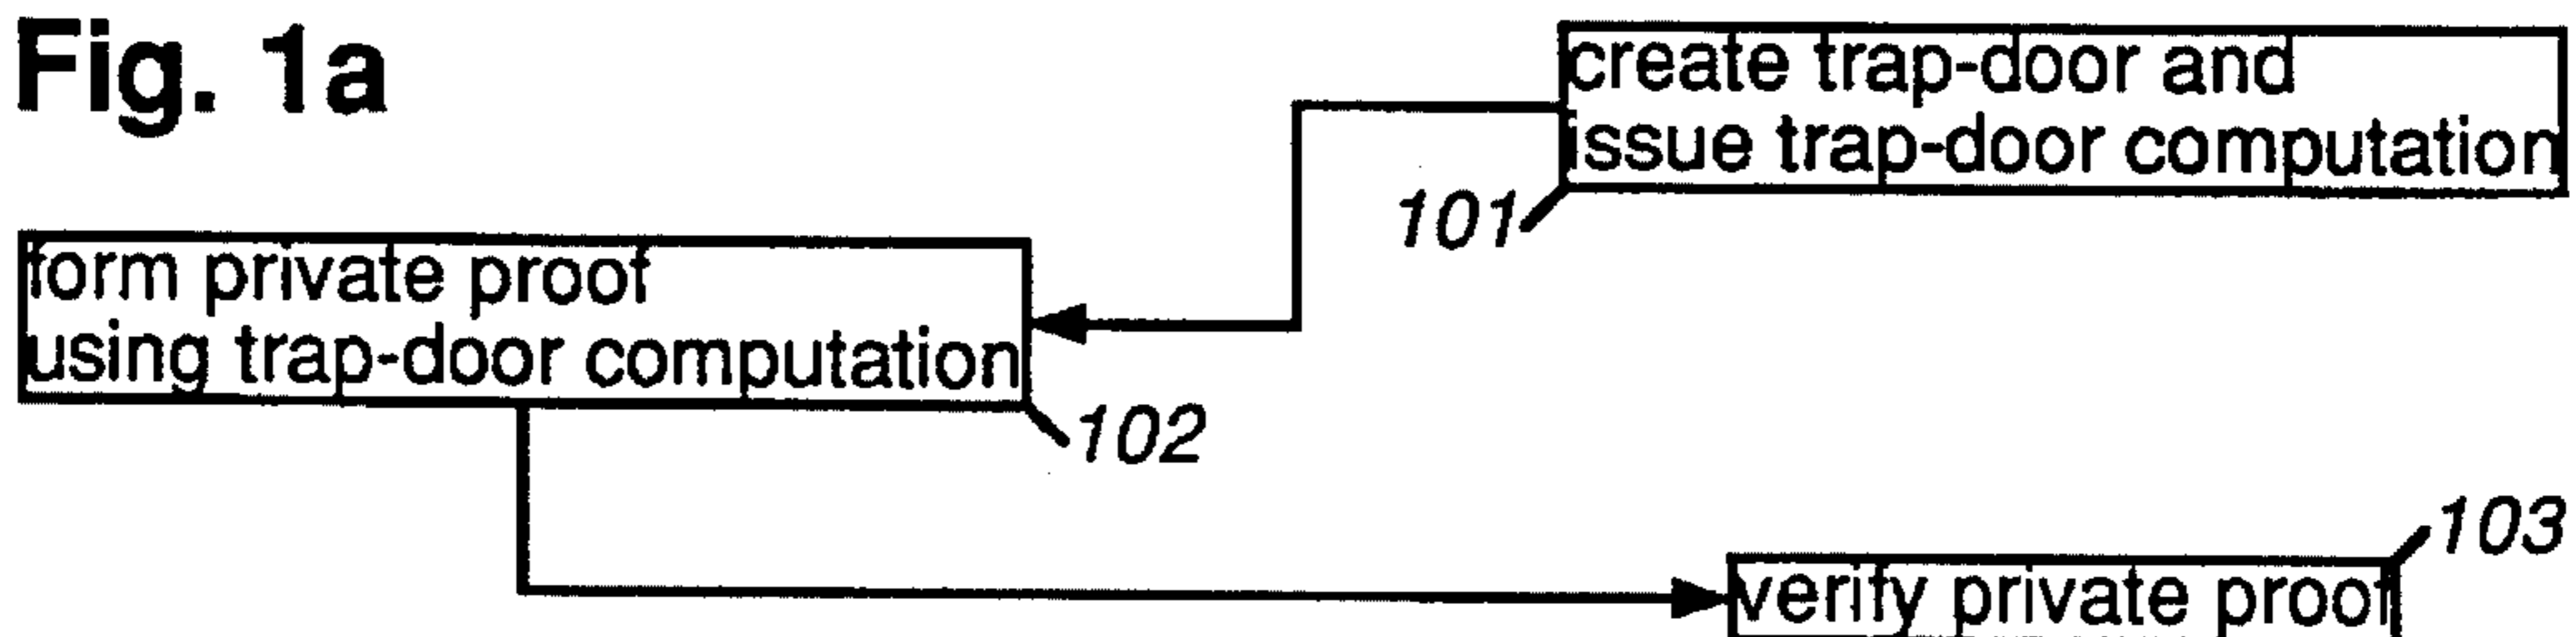 Fig. 1a
create trap-door and
issue trap-door computation
101
form private proof
using trap-door computation
102
103
verify private proof